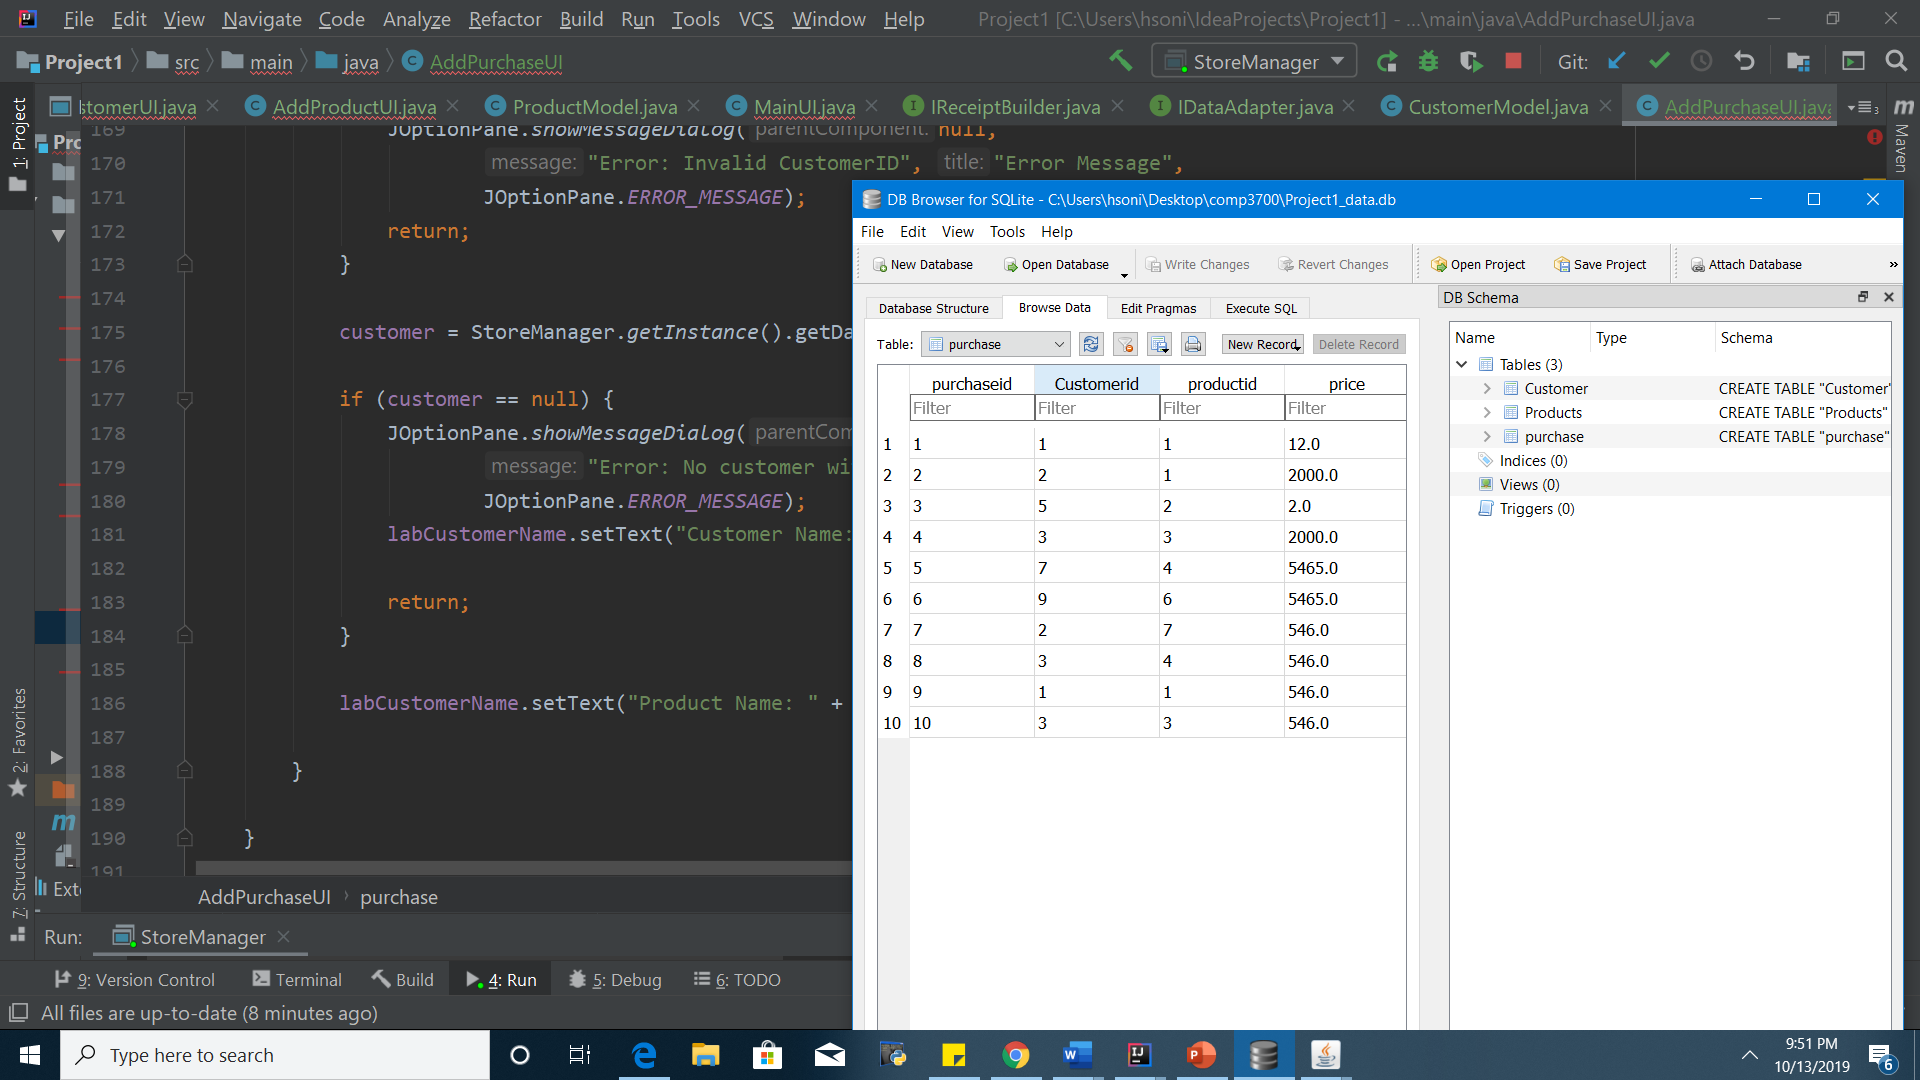 File Edit View Navigate Code Analyze Refactor Build Run Tools VCS Window Help Project1 [C:\Users\hsoni\IdeaProjects\Project1] - ...\main\java\AddPurchaseUI.java
Project1 src main java AddPurchaseUI StoreManager Git:
stomerUI.java AddProductUI.java ProductModel.java MainUI.java IReceiptBuilder.java IDataAdapter.java CustomerModel.java AddPurchaseUI.java
1: Project
Maven
2: Favorites
7: Structure
Pro
Exte
169 JOptionPane.showMessageDialog( parentComponent: null,
170 message: "Error: Invalid CustomerID", title: "Error Message",
171 JOptionPane.ERROR_MESSAGE);
172 return;
173 }
174
175 customer = StoreManager.getInstance().getDa
176
177 if (customer == null) {
178 JOptionPane.showMessageDialog( parentCom
179 message: "Error: No customer wi
180 JOptionPane.ERROR_MESSAGE);
181 labCustomerName.setText("Customer Name:
182
183 return;
184 }
185
186 labCustomerName.setText("Product Name: " +
187
188 }
189
190 }
191
AddPurchaseUI purchase
Run: StoreManager
9: Version Control Terminal Build 4: Run 5: Debug 6: TODO
All files are up-to-date (8 minutes ago)
DB Browser for SQLite - C:\Users\hsoni\Desktop\comp3700\Project1_data.db
File Edit View Tools Help
New Database Open Database Write Changes Revert Changes Open Project Save Project Attach Database »
Database Structure Browse Data Edit Pragmas Execute SQL
Table: purchase New Record Delete Record
purchaseid Customerid productid price
Filter Filter Filter Filter
1 1 1 1 12.0
2 2 2 1 2000.0
3 3 5 2 2.0
4 4 3 3 2000.0
5 5 7 4 5465.0
6 6 9 6 5465.0
7 7 2 7 546.0
8 8 3 4 546.0
9 9 1 1 546.0
10 10 3 3 546.0
DB Schema
Name Type Schema
Tables (3)
Customer CREATE TABLE "Customer"
Products CREATE TABLE "Products"
purchase CREATE TABLE "purchase"
Indices (0)
Views (0)
Triggers (0)
Type here to search
9:51 PM
10/13/2019
6